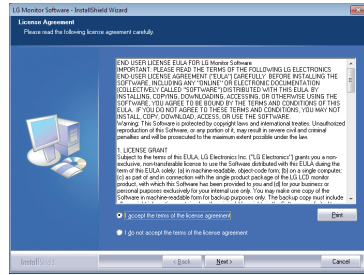 LG Monitor Software - InstallShield Wizard
License Agreement
Please read the following license agreement carefully.
END USER LICENSE EULA FOR LG Monitor Software
IMPORTANT: PLEASE READ THE TERMS OF THE FOLLOWING LG ELECTRONICS
END-USER LICENSE AGREEMENT ("EULA") CAREFULLY BEFORE INSTALLING THE
SOFTWARE, INCLUDING ANY "ONLINE" OR ELECTRONIC DOCUMENTATION
(COLLECTIVELY CALLED "SOFTWARE") DISTRIBUTED WITH THIS EULA. BY
INSTALLING, COPYING, DOWNLOADING, ACCESSING, OR OTHERWISE USING THE
SOFTWARE, YOU AGREE TO BE BOUND BY THE TERMS AND CONDITIONS OF THIS
EULA. IF YOU DO NOT AGREE TO THESE TERMS AND CONDITIONS, YOU MAY NOT
INSTALL, COPY, DOWNLOAD, ACCESS, OR USE THE SOFTWARE.
Warning: This Software is protected by copyright laws and international treaties. Unauthorized
reproduction of this Software, or any portion of it, may result in severe civil and criminal
penalties and will be prosecuted to the maximum extent possible under the law.
1. LICENSE GRANT
Subject to the terms of this EULA, LG Electronics Inc. ("LG Electronics") grants you a non-
exclusive, non-transferable license to use the Software distributed with this EULA during the
term of this EULA solely: (a) in machine-readable, object-code form; (b) on a single computer;
(c) as part of and in connection with the single product package of the LG LCD monitor
product, with which this Software has been provided to you and (d) for your business or
personal purposes exclusively for your internal use only. You may make one copy of for
Software in machine-readable form for backup purposes only. The backup copy must include
I accept the terms of the license agreement
Print
I do not accept the terms of the license agreement
InstallShield
< Back
Next >
Cancel